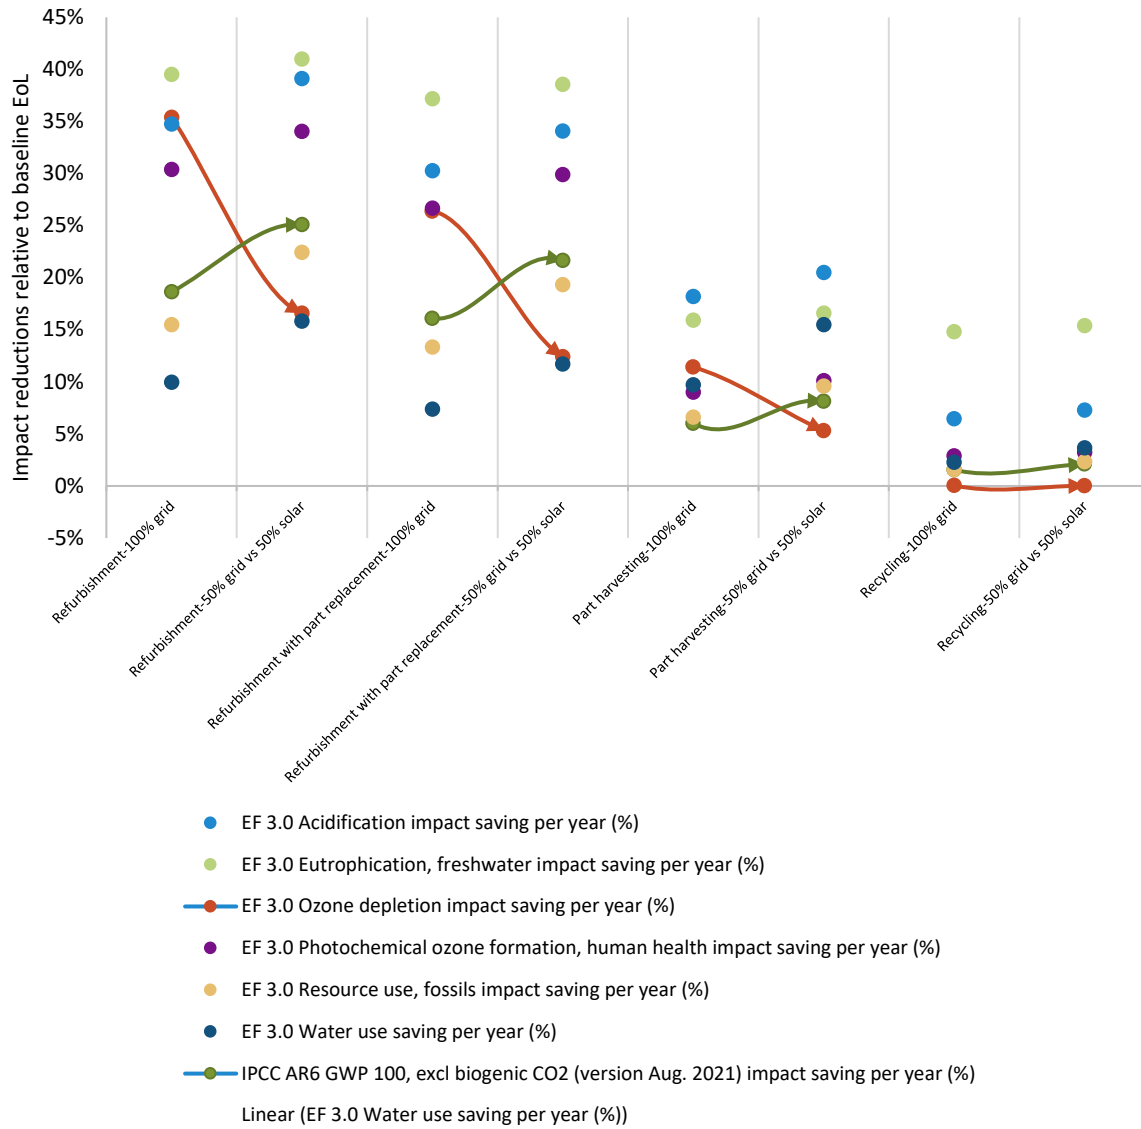 Impact reductions relative to baseline EoL
45%
40%
35%
30%
25%
20%
15%
10%
5%
0%
-5%
Refurbishment-100% grid
Refurbishment-50% grid vs 50% solar
Refurbishment with part replacement-100% grid
Refurbishment with part replacement-50% grid vs 50% solar
Part harvesting-100% grid
Part harvesting-50% grid vs 50% solar
Recycling-100% grid
Recycling-50% grid vs 50% solar
EF 3.0 Acidification impact saving per year (%)
EF 3.0 Eutrophication, freshwater impact saving per year (%)
EF 3.0 Ozone depletion impact saving per year (%)
EF 3.0 Photochemical ozone formation, human health impact saving per year (%)
EF 3.0 Resource use, fossils impact saving per year (%)
EF 3.0 Water use saving per year (%)
IPCC AR6 GWP 100, excl biogenic CO2 (version Aug. 2021) impact saving per year (%)
Linear (EF 3.0 Water use saving per year (%))